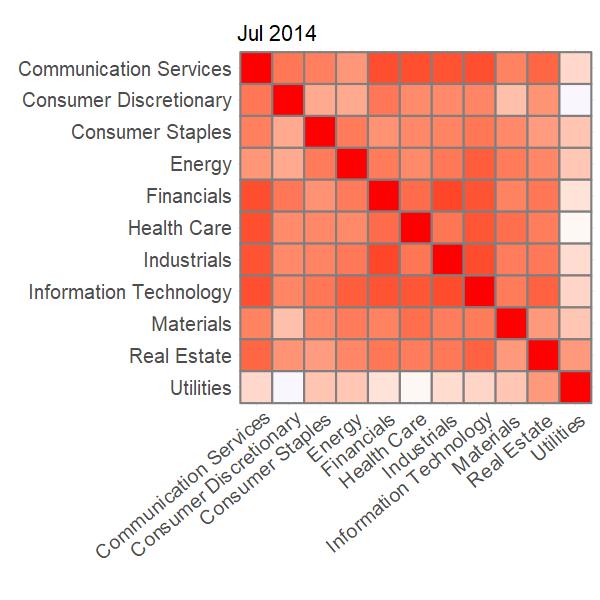 Jul 2014
Communication Services
Consumer Discretionary
Consumer Staples
Energy
Financials
Health Care
Industrials
Information Technology
Materials
Real Estate
Utilities
Communication Services
Consumer Discretionary
Consumer Staples
Energy
Financials
Health Care
Industrials
Information Technology
Materials
Real Estate
Utilities